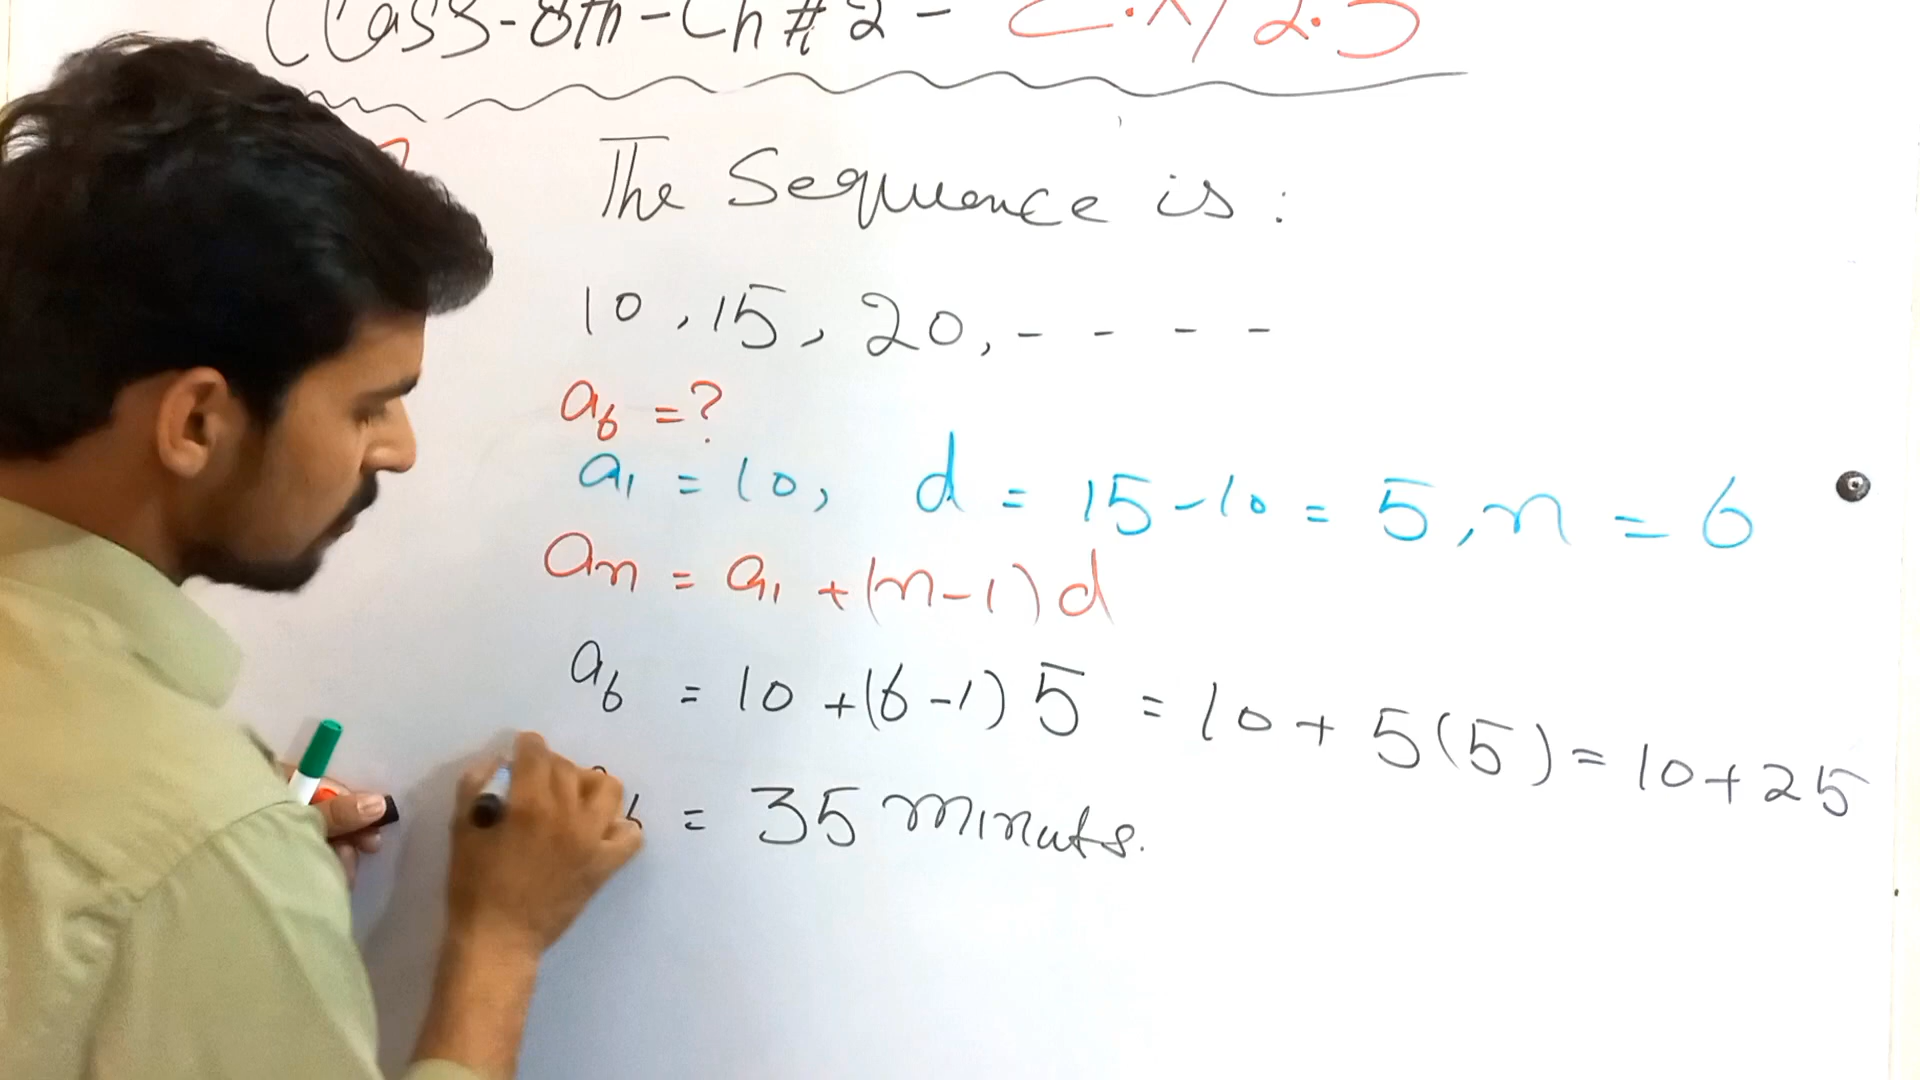 Class-8th-Ch#2- Ex/2.3
The Sequence is:
10, 15, 20, - - - -
a6 = ?
a1 = 10, d = 15-10 = 5, n = 6
an = a1 + (n-1)d
a6 = 10 + (6-1) 5 = 10 + 5(5) = 10+25
= 35 minuts.